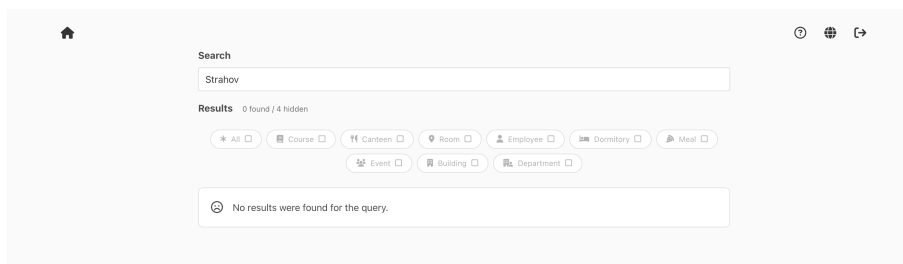 Search
Strahov
Results 0 found / 4 hidden
All Course Canteen Room Employee Dormitory Meal
Event Building Department
No results were found for the query.